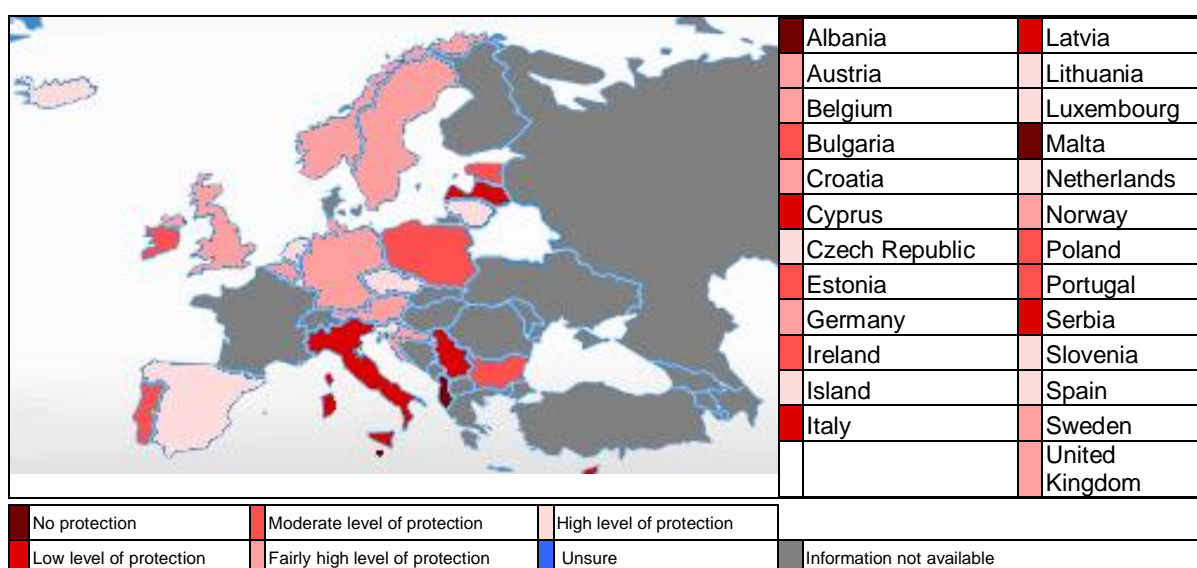 Albania
Latvia
Austria
Lithuania
Belgium
Luxembourg
Bulgaria
Malta
Croatia
Netherlands
Cyprus
Norway
Czech Republic
Poland
Estonia
Portugal
Germany
Serbia
Ireland
Slovenia
Island
Spain
Italy
Sweden
United
Kingdom
No protection
Moderate level of protection
High level of protection
Low level of protection
Fairly high level of protection
Unsure
Information not available